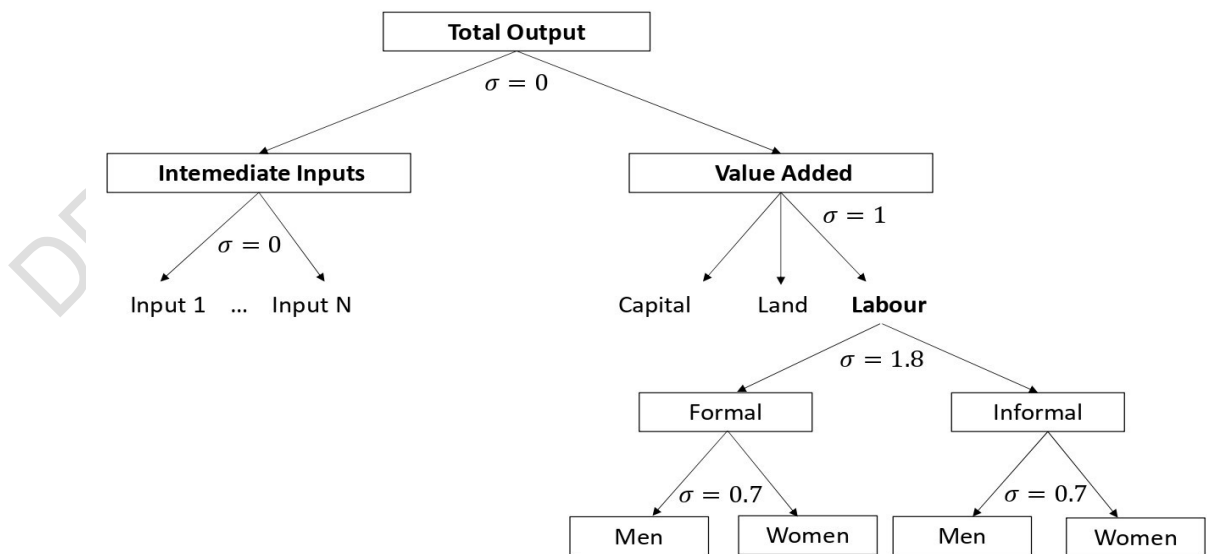 Total Output
σ = 0
Intemediate Inputs
Value Added
σ = 0
σ = 1
Input 1 ... Input N
Capital Land Labour
σ = 1.8
Formal
Informal
σ = 0.7
σ = 0.7
Men
Women
Men
Women